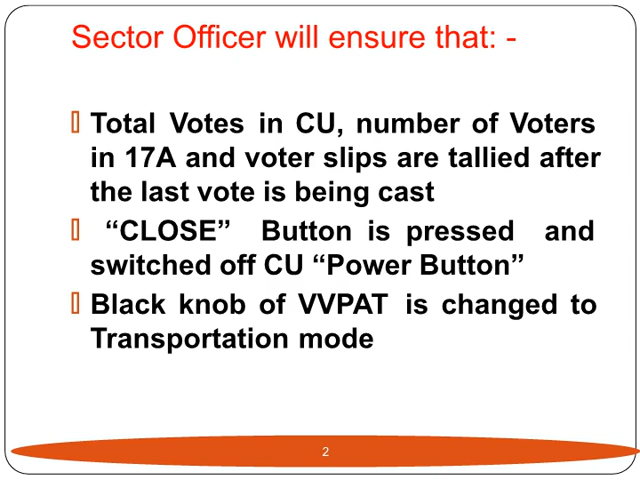 Sector Officer will ensure that: -
Total Votes in CU, number of Voters
in 17A and voter slips are tallied after
the last vote is being cast
“CLOSE” Button is pressed and
switched off CU “Power Button”
Black knob of VVPAT is changed to
Transportation mode
2